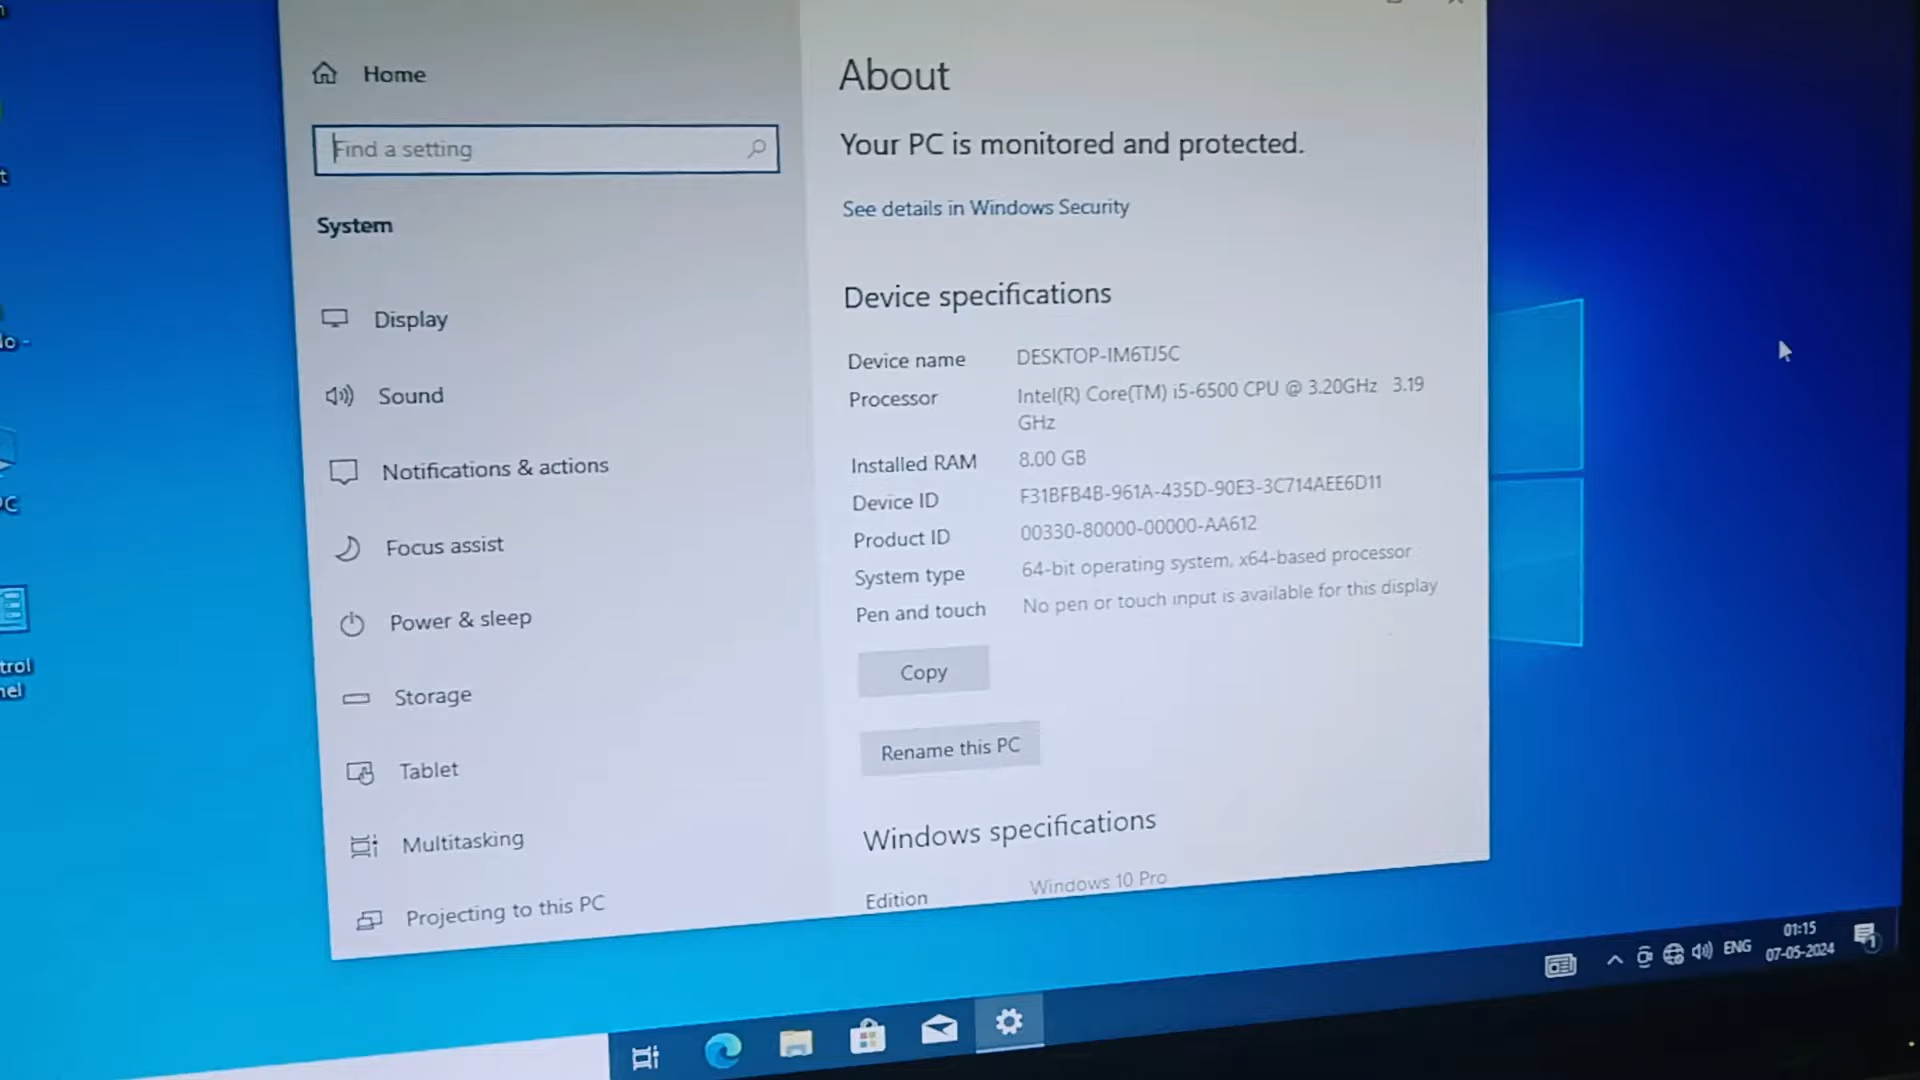 Home
Find a setting
System
Display
Sound
Notifications & actions
Focus assist
Power & sleep
Storage
Tablet
Multitasking
Projecting to this PC
About
Your PC is monitored and protected.
See details in Windows Security
Device specifications
Device name DESKTOP-IM6TJ5C
Processor Intel(R) Core(TM) i5-6500 CPU @ 3.20GHz 3.19
GHz
Installed RAM 8.00 GB
Device ID F31BFB4B-961A-435D-90E3-3C714AEE6D11
Product ID 00330-80000-00000-AA612
System type 64-bit operating system, x64-based processor
Pen and touch No pen or touch input is available for this display
Copy
Rename this PC
Windows specifications
Edition Windows 10 Pro
ENG
01:15
07-05-2024
1